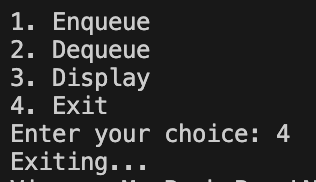 1. Enqueue
2. Dequeue
3. Display
4. Exit
Enter your choice: 4
Exiting...